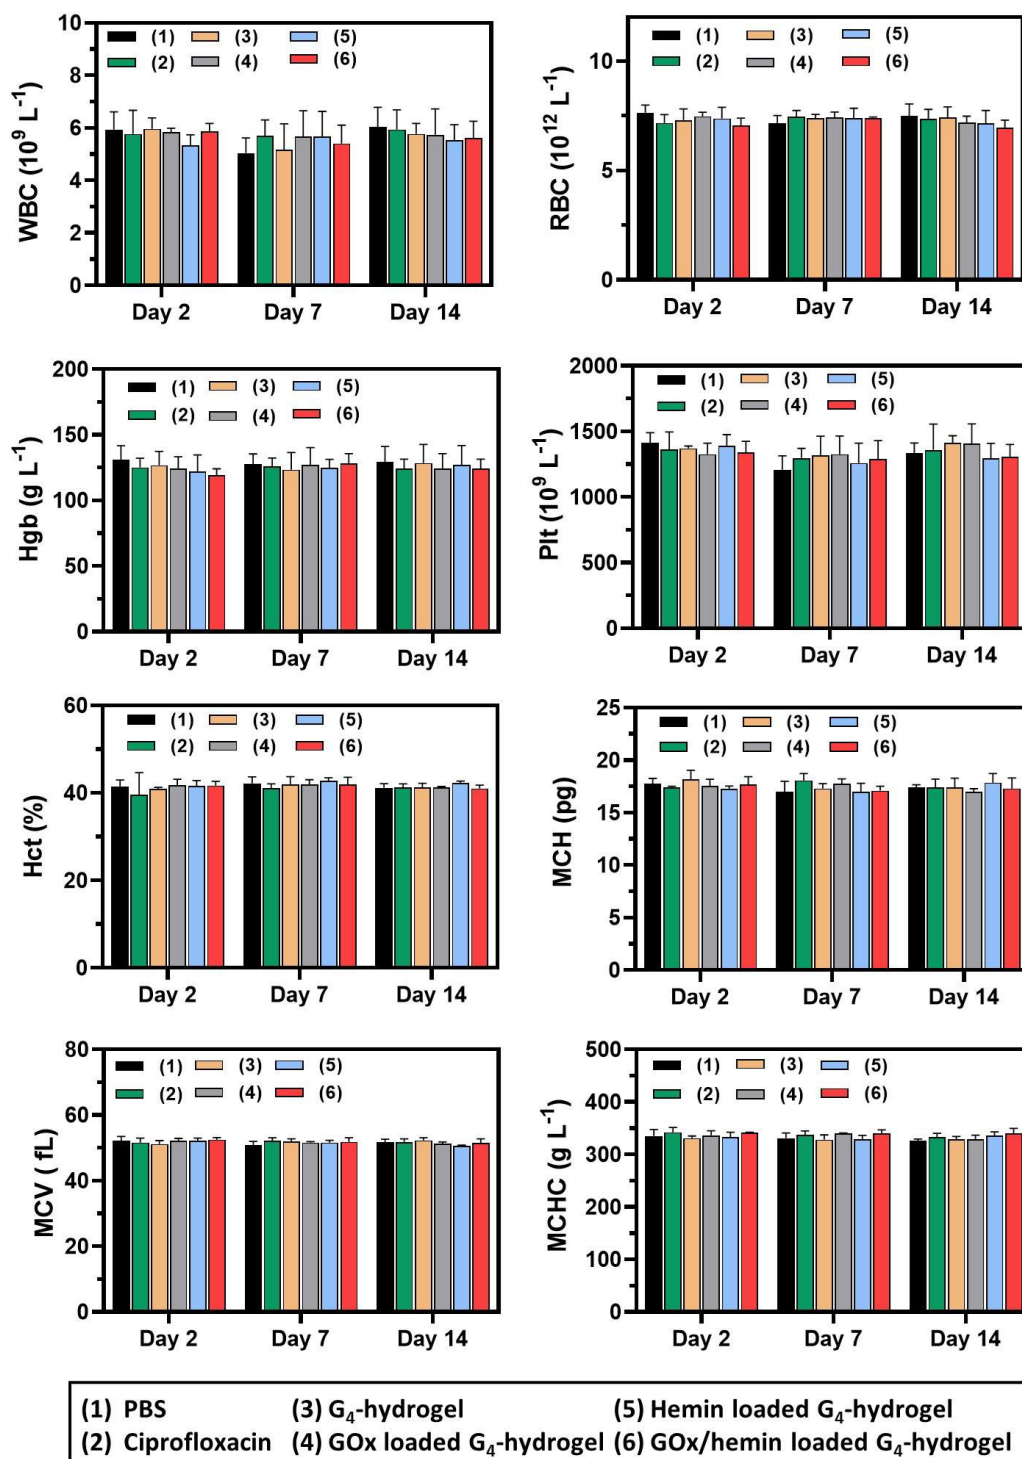 WBC (10⁹ L⁻¹)
10
8
6
4
2
0
(1) (3) (5)
(2) (4) (6)
Day 2 Day 7 Day 14
RBC (10¹² L⁻¹)
10
5
0
(1) (3) (5)
(2) (4) (6)
Day 2 Day 7 Day 14
Hgb (g L⁻¹)
200
150
100
50
0
(1) (3) (5)
(2) (4) (6)
Day 2 Day 7 Day 14
Plt (10⁹ L⁻¹)
2000
1500
1000
500
0
(1) (3) (5)
(2) (4) (6)
Day 2 Day 7 Day 14
Hct (%)
60
40
20
0
(1) (3) (5)
(2) (4) (6)
Day 2 Day 7 Day 14
MCH (pg)
25
20
15
10
5
0
(1) (3) (5)
(2) (4) (6)
Day 2 Day 7 Day 14
MCV ( fL)
80
60
40
20
0
(1) (3) (5)
(2) (4) (6)
Day 2 Day 7 Day 14
MCHC (g L⁻¹)
500
400
300
200
100
0
(1) (3) (5)
(2) (4) (6)
Day 2 Day 7 Day 14
(1) PBS (3) G₄-hydrogel (5) Hemin loaded G₄-hydrogel
(2) Ciprofloxacin (4) GOx loaded G₄-hydrogel (6) GOx/hemin loaded G₄-hydrogel